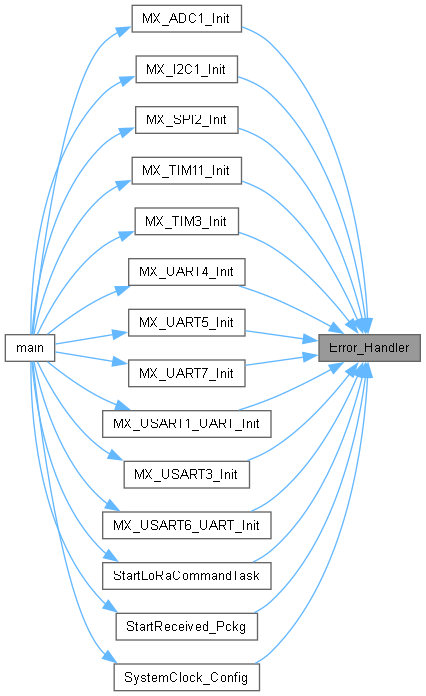 MX_ADC1_Init
MX_I2C1_Init
MX_SPI2_Init
MX_TIM11_Init
MX_TIM3_Init
MX_UART4_Init
MX_UART5_Init
main
Error_Handler
MX_UART7_Init
MX_USART1_UART_Init
MX_USART3_Init
MX_USART6_UART_Init
StartLoRaCommandTask
StartReceived_Pckg
SystemClock_Config